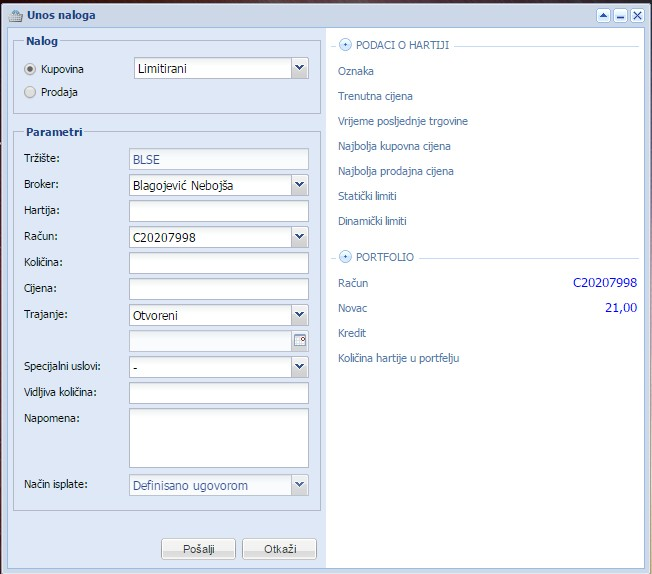 Unos naloga
Nalog
Kupovina
Limitirani
Prodaja
Parametri
Tržište:
BLSE
Broker:
Blagojević Nebojša
Hartija:
Račun:
C20207998
Količina:
Cijena:
Trajanje:
Otvoreni
Specijalni uslovi:
-
Vidljiva količina:
Napomena:
Način isplate:
Definisano ugovorom
Pošalji
Otkaži
PODACI O HARTIJI
Oznaka
Trenutna cijena
Vrijeme posljednje trgovine
Najbolja kupovna cijena
Najbolja prodajna cijena
Statički limiti
Dinamički limiti
PORTFOLIO
Račun C20207998
Novac 21,00
Kredit
Količina hartije u portfelju